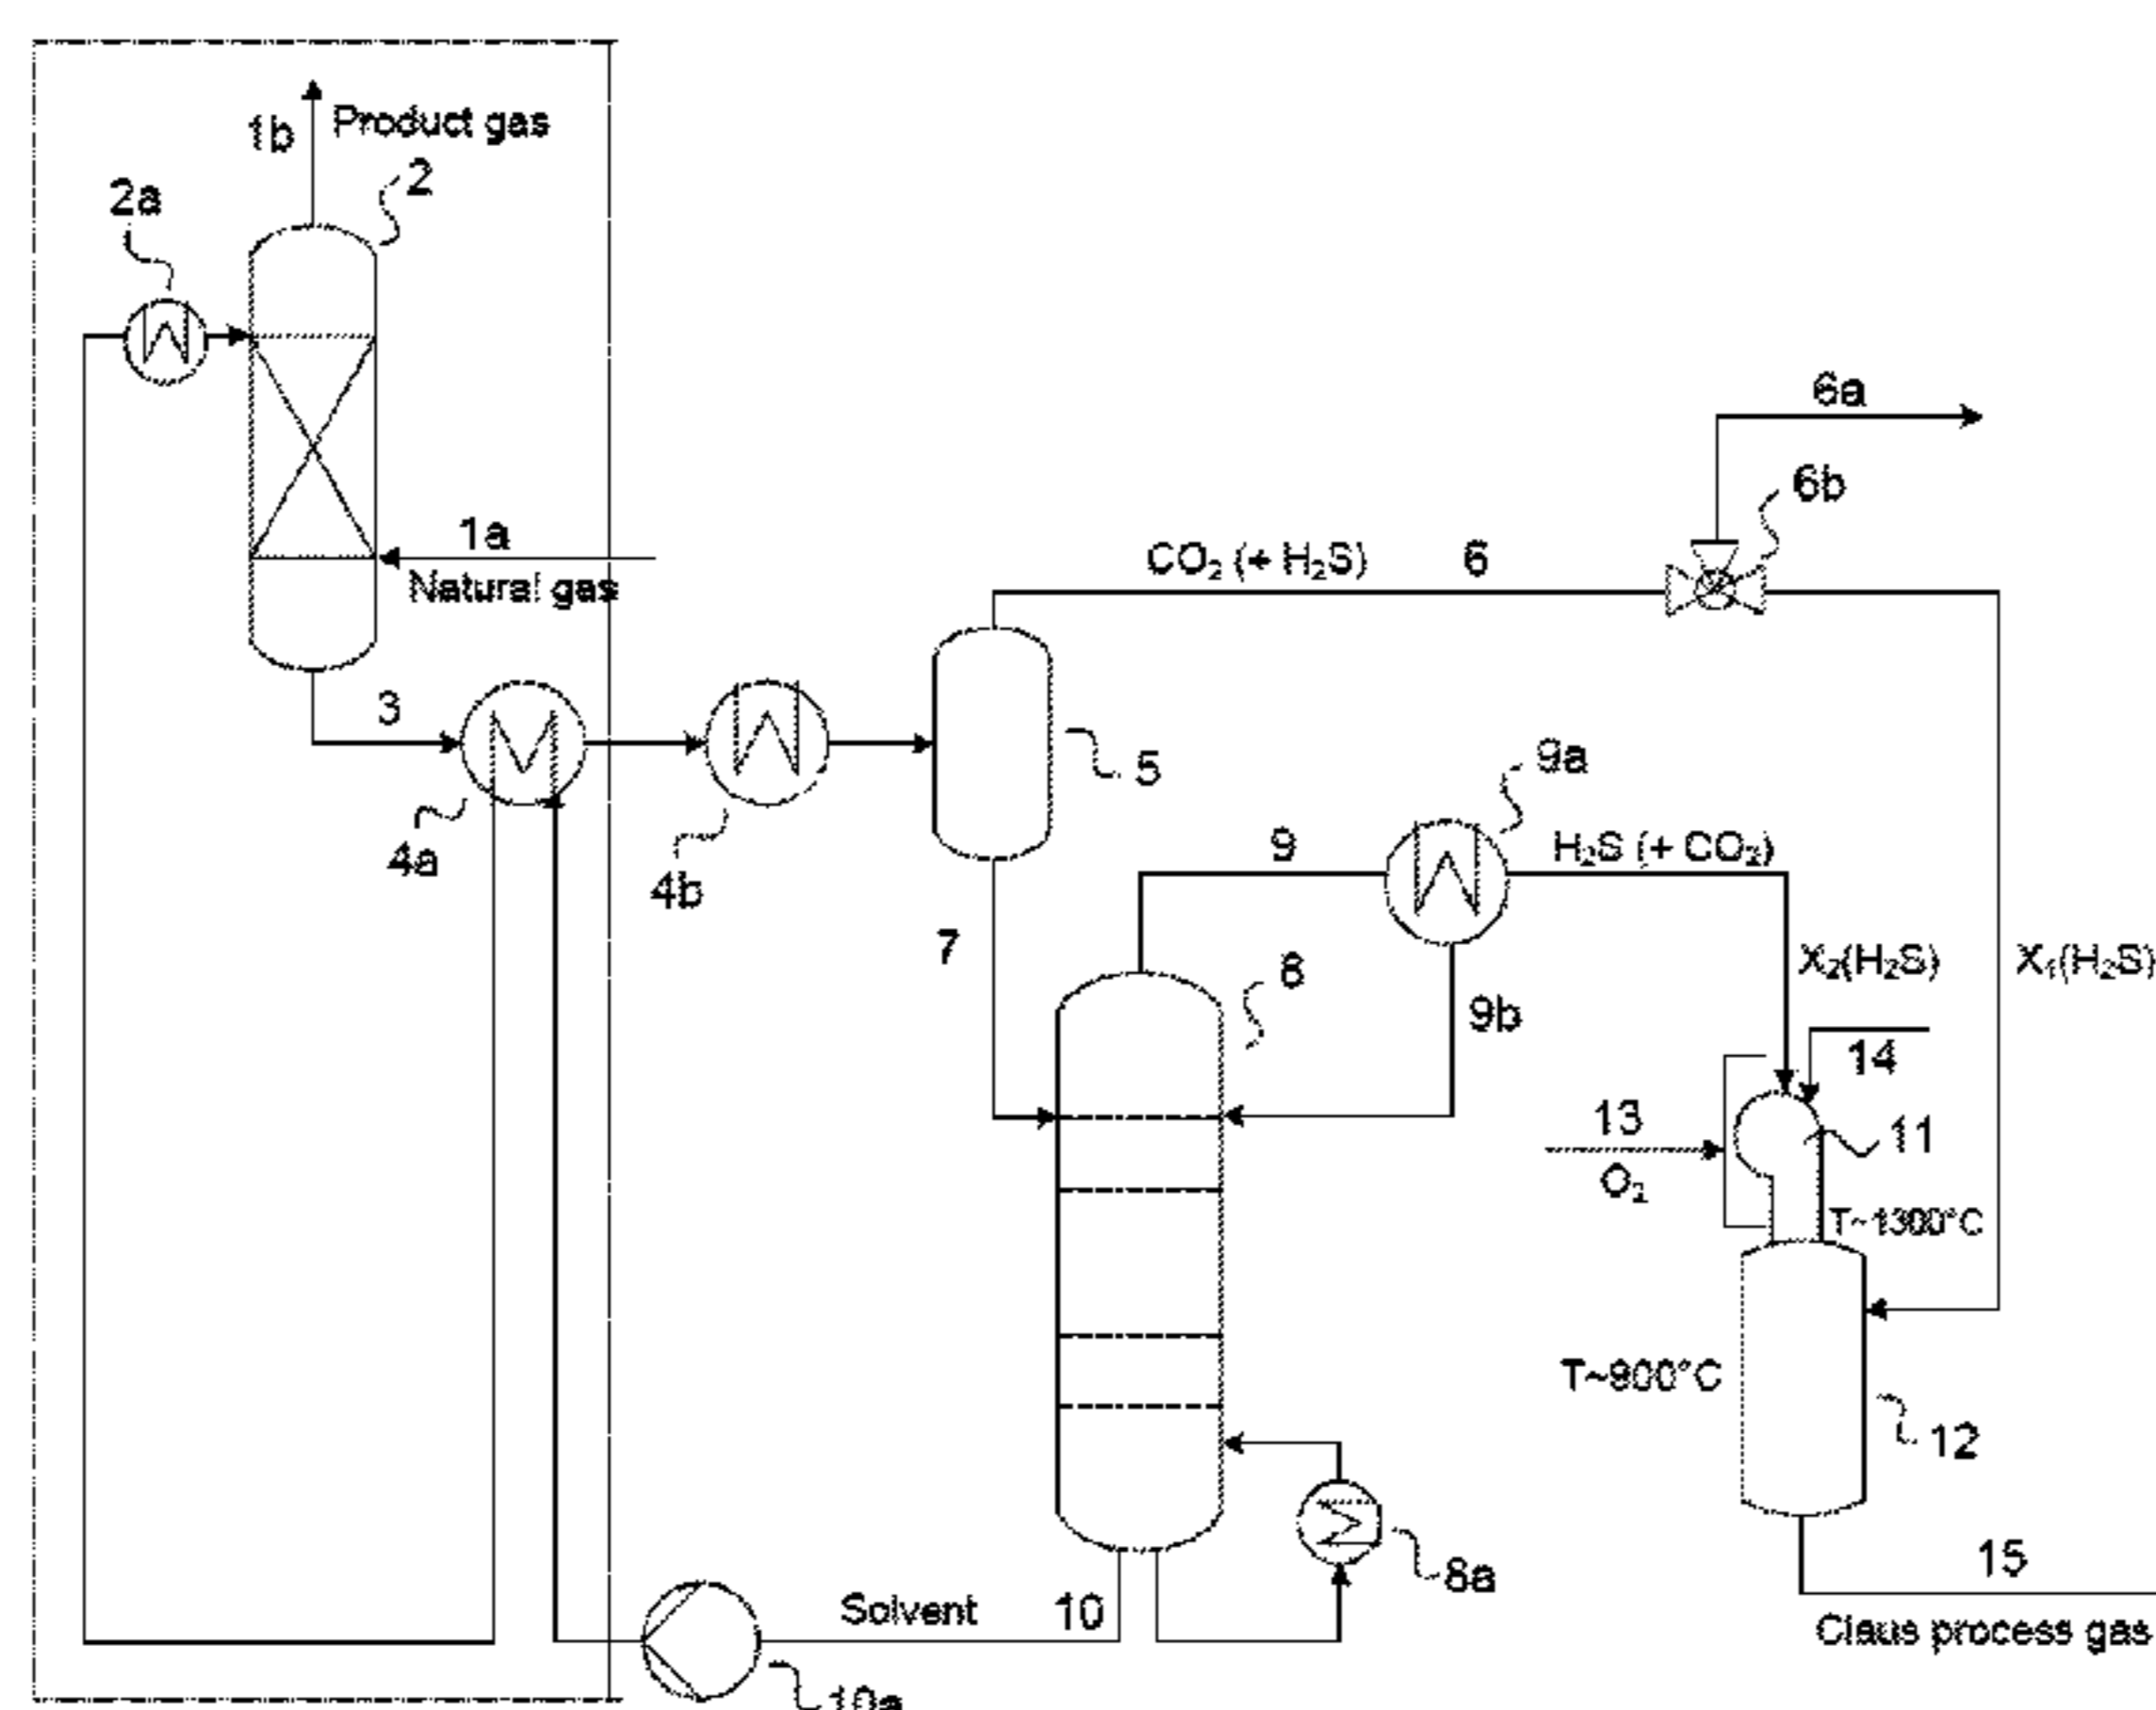 1b
Product gas
2
2a
6a
6b
1a
Natural gas
CO₂ (+ H₂S)
6
3
5
9a
4a
4b
9
H₂S (+ CO₂)
7
8
X₂(H₂S)
X₁(H₂S)
9b
14
13
11
O₂
T~1300°C
T~900°C
12
8a
15
Solvent
10
Claus process gas
10a